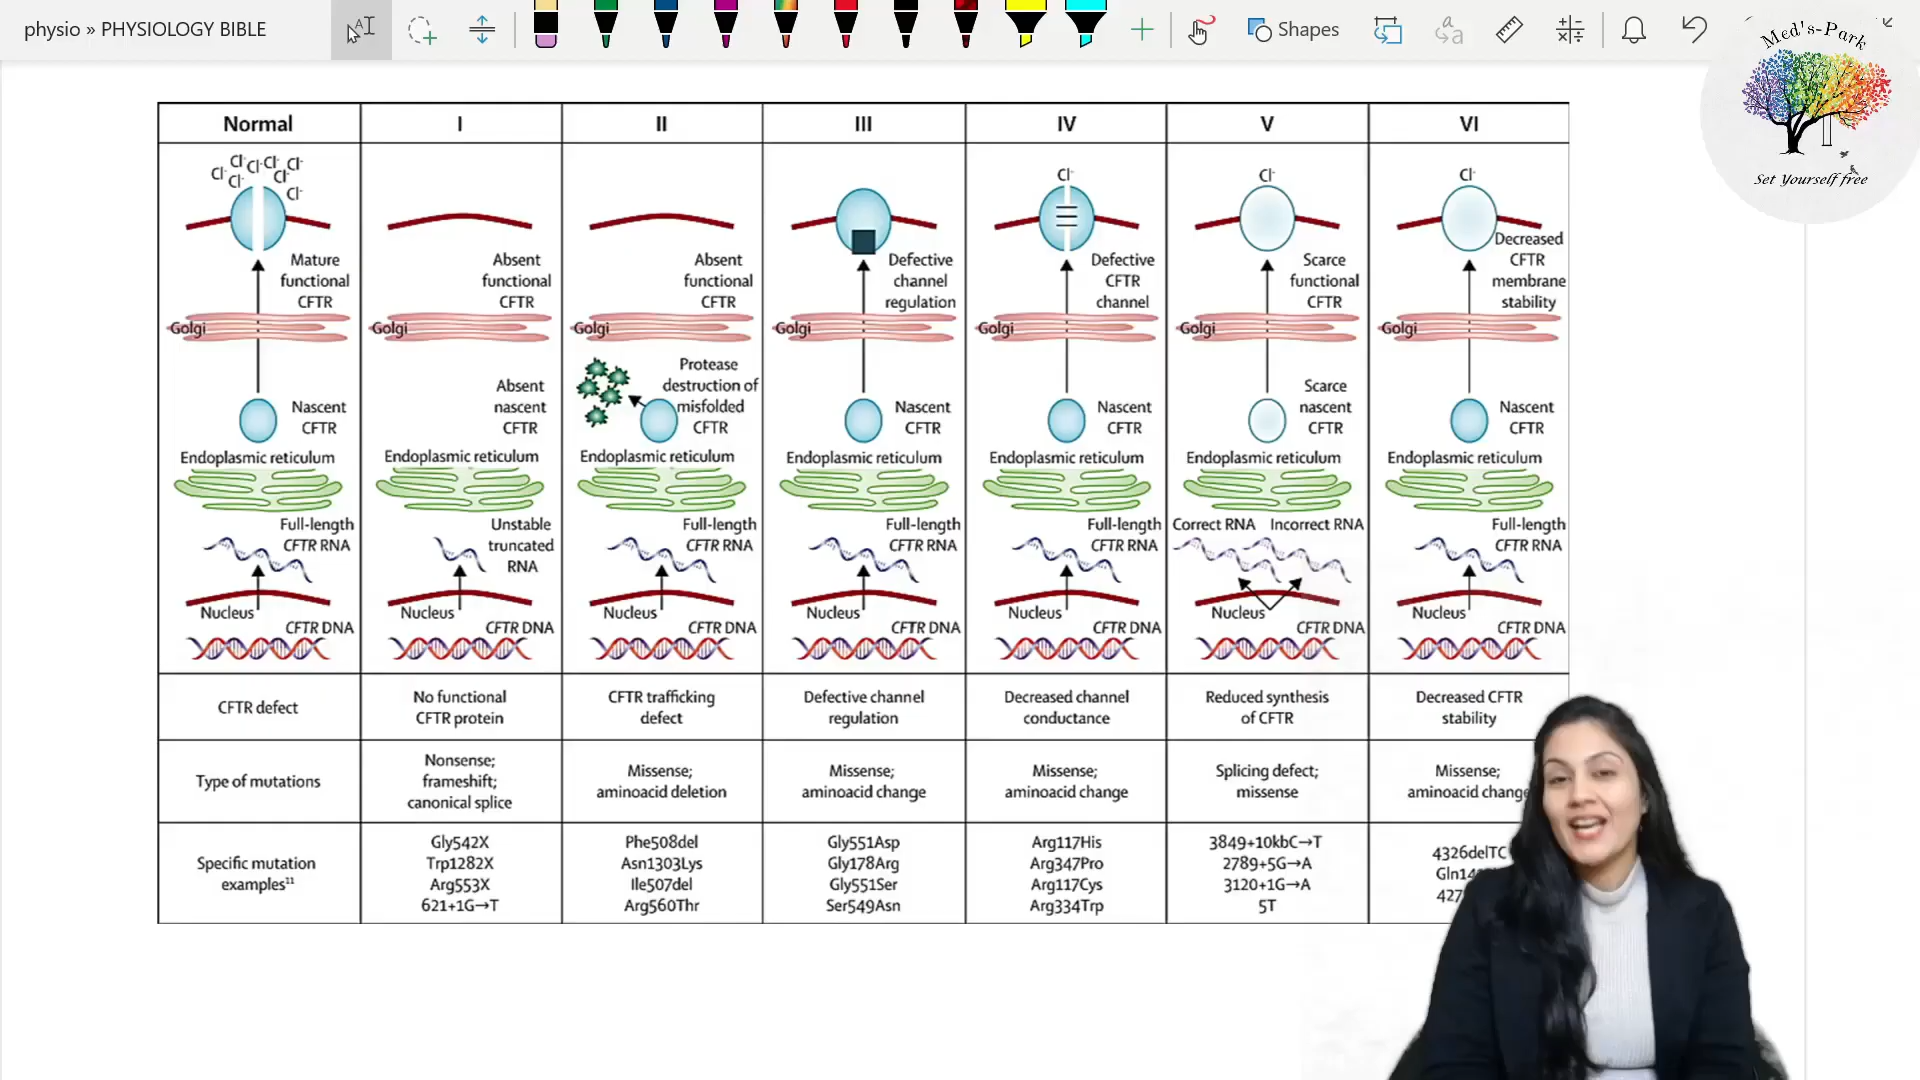 physio » PHYSIOLOGY BIBLE
Shapes
Med's-Park
Set Yourself free
Normal
I
II
III
IV
V
VI
Cl⁻ Cl⁻ Cl⁻ Cl⁻ Cl⁻ Cl⁻ Cl⁻ Cl⁻
Mature
functional
CFTR
Golgi
Nascent
CFTR
Endoplasmic reticulum
Full-length
CFTR RNA
Nucleus
CFTR DNA
Absent
functional
CFTR
Golgi
Absent
nascent
CFTR
Endoplasmic reticulum
Unstable
truncated
RNA
Nucleus
CFTR DNA
Absent
functional
CFTR
Golgi
Protease
destruction of
misfolded
CFTR
Endoplasmic reticulum
Full-length
CFTR RNA
Nucleus
CFTR DNA
Defective
channel
regulation
Golgi
Nascent
CFTR
Endoplasmic reticulum
Full-length
CFTR RNA
Nucleus
CFTR DNA
Cl⁻
Defective
CFTR
channel
Golgi
Nascent
CFTR
Endoplasmic reticulum
Full-length
CFTR RNA
Nucleus
CFTR DNA
Cl⁻
Scarce
functional
CFTR
Golgi
Scarce
nascent
CFTR
Endoplasmic reticulum
Correct RNA Incorrect RNA
Nucleus
CFTR DNA
Cl⁻
Decreased
CFTR
membrane
stability
Golgi
Nascent
CFTR
Endoplasmic reticulum
Full-length
CFTR RNA
Nucleus
CFTR DNA
CFTR defect
No functional
CFTR protein
CFTR trafficking
defect
Defective channel
regulation
Decreased channel
conductance
Reduced synthesis
of CFTR
Decreased CFTR
stability
Type of mutations
Nonsense;
frameshift;
canonical splice
Missense;
aminoacid deletion
Missense;
aminoacid change
Missense;
aminoacid change
Splicing defect;
missense
Missense;
aminoacid change
Specific mutation
examples¹¹
Gly542X
Trp1282X
Arg553X
621+1G→T
Phe508del
Asn1303Lys
Ile507del
Arg560Thr
Gly551Asp
Gly178Arg
Gly551Ser
Ser549Asn
Arg117His
Arg347Pro
Arg117Cys
Arg334Trp
3849+10kbC→T
2789+5G→A
3120+1G→A
5T
4326delTC